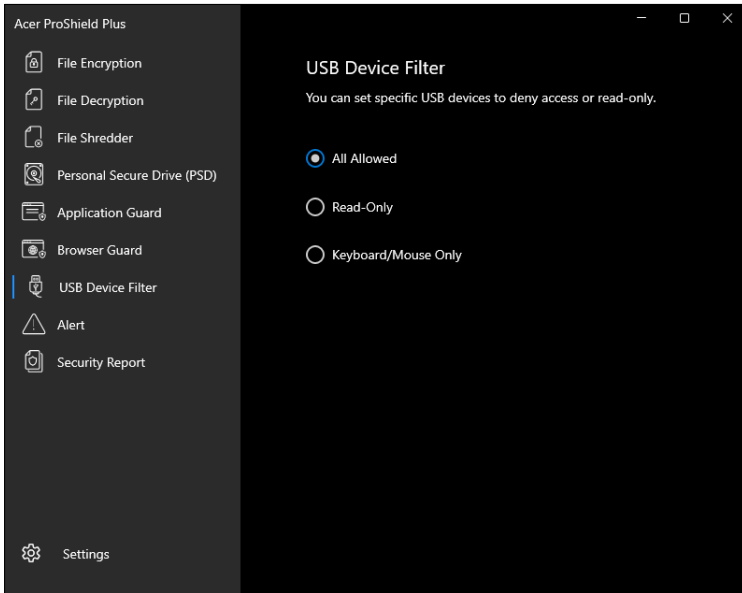 Acer ProShield Plus
File Encryption
File Decryption
File Shredder
Personal Secure Drive (PSD)
Application Guard
Browser Guard
USB Device Filter
Alert
Security Report
Settings
USB Device Filter
You can set specific USB devices to deny access or read-only.
All Allowed
Read-Only
Keyboard/Mouse Only